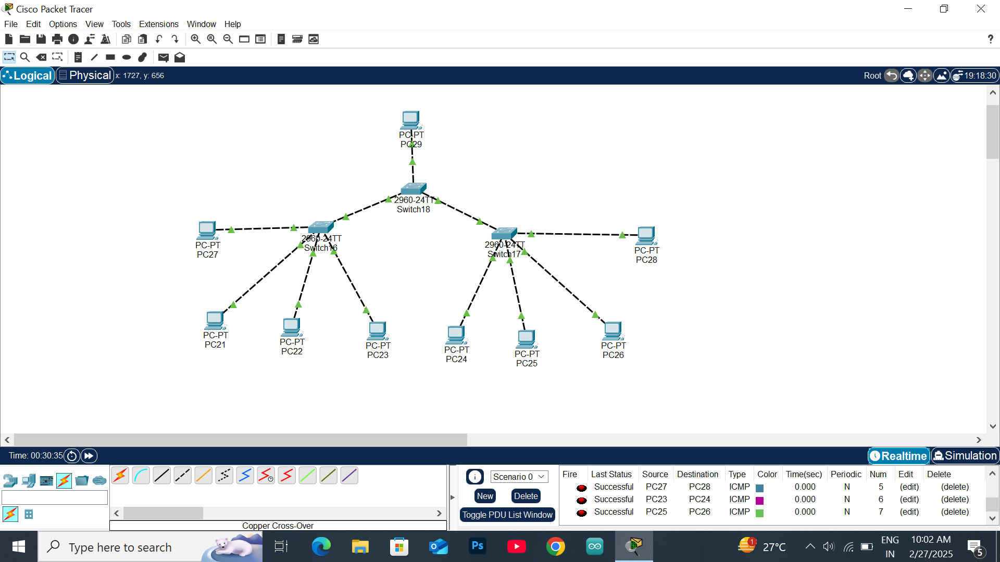 Cisco Packet Tracer
File Edit Options View Tools Extensions Window Help
?
Logical Physical x: 1727, y: 656 Root 19:18:30
PC-PT
PC29
2960-24TT
Switch18
PC-PT
PC27
2960-24TT
Switch16
2960-24TT
Switch17
PC-PT
PC28
PC-PT
PC21
PC-PT
PC22
PC-PT
PC23
PC-PT
PC24
PC-PT
PC25
PC-PT
PC26
Time: 00:30:35 Realtime Simulation
Scenario 0
New Delete
Toggle PDU List Window
Fire Last Status Source Destination Type Color Time(sec) Periodic Num Edit Delete
Successful PC27 PC28 ICMP 0.000 N 5 (edit) (delete)
Successful PC23 PC24 ICMP 0.000 N 6 (edit) (delete)
Successful PC25 PC26 ICMP 0.000 N 7 (edit) (delete)
Copper Cross-Over
Type here to search
Ps
1
27°C
ENG
IN
10:02 AM
2/27/2025
5